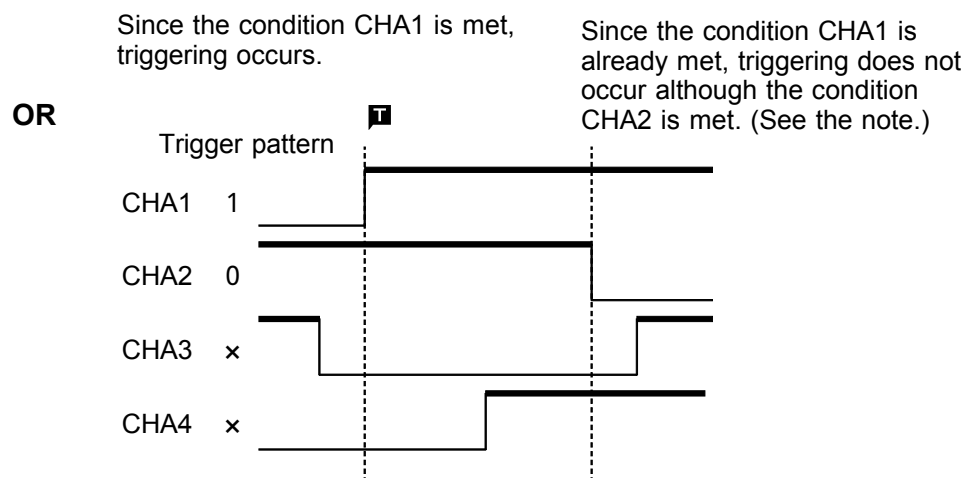 Since the condition CHA1 is met,
triggering occurs.
Since the condition CHA1 is
already met, triggering does not
occur although the condition
CHA2 is met. (See the note.)
OR
T
Trigger pattern
CHA1 1
CHA2 0
CHA3 ×
CHA4 ×